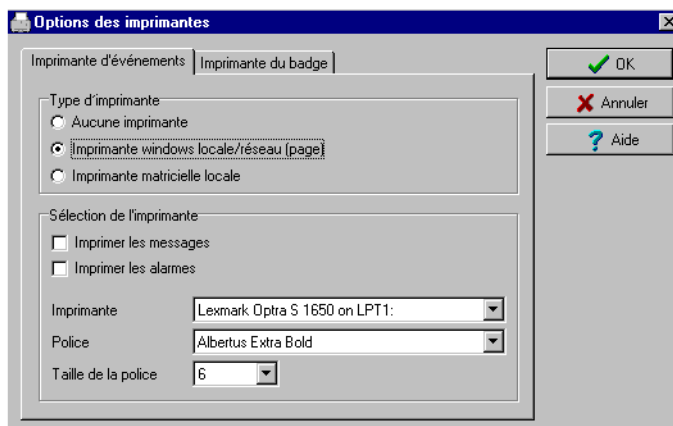 Options des imprimantes
Imprimante d'événements
Imprimante du badge
OK
Annuler
Aide
Type d'imprimante
Aucune imprimante
Imprimante windows locale/réseau (page)
Imprimante matricielle locale
Sélection de l'imprimante
Imprimer les messages
Imprimer les alarmes
Imprimante Lexmark Optra S 1650 on LPT1:
Police Albertus Extra Bold
Taille de la police 6